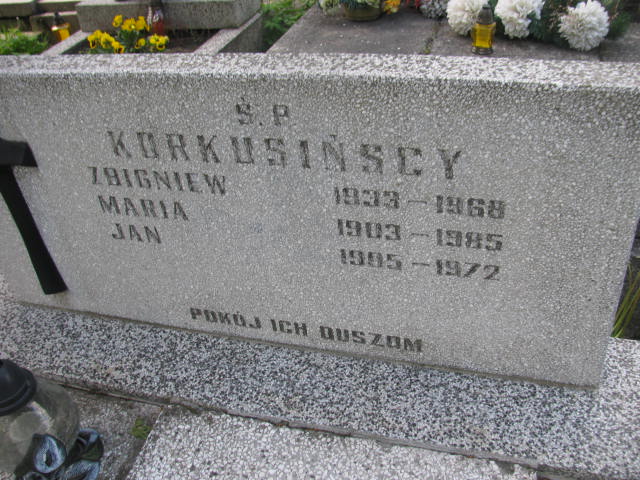 Ś.P
KORKUSIŃSCY
ZBIGNIEW 1933-1968
MARIA 1903-1985
JAN 1905-1972
POKÓJ ICH DUSZOM